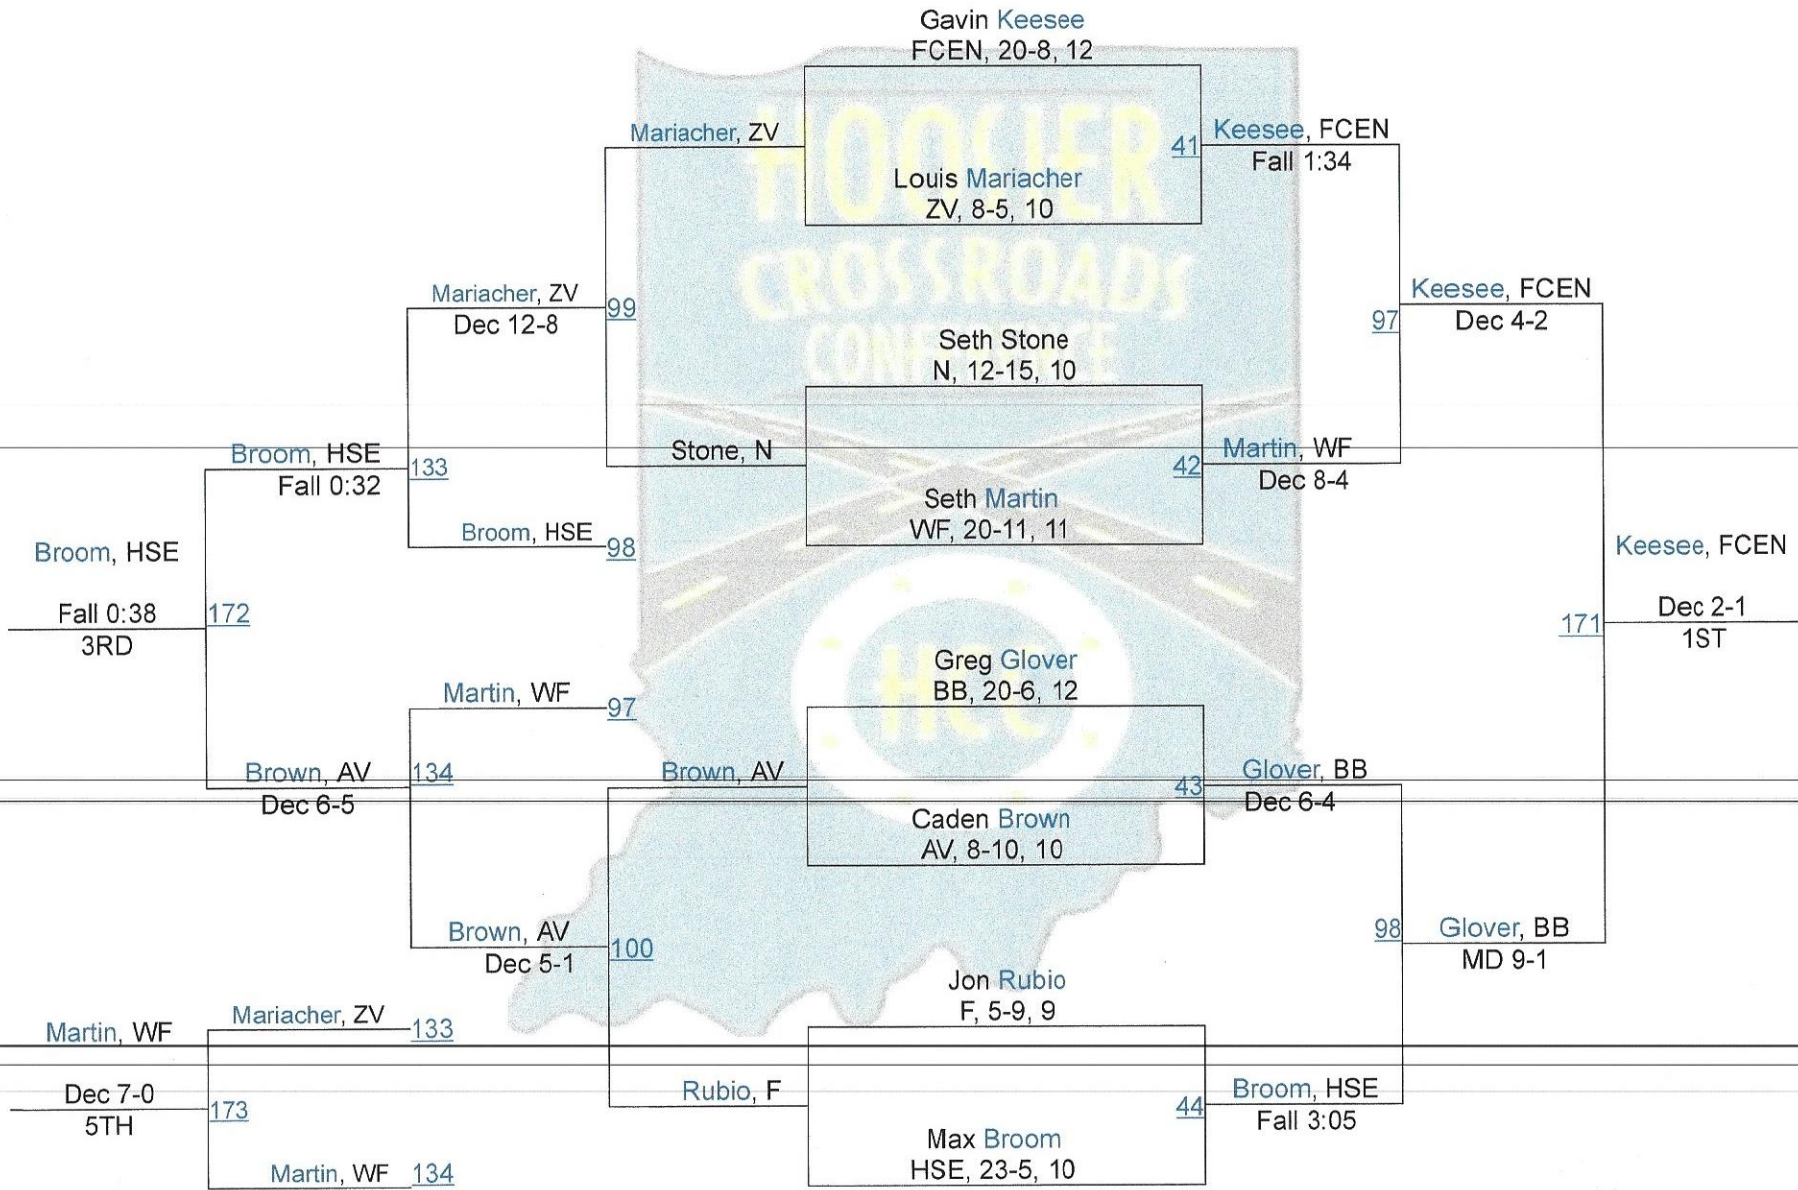 Gavin Keesee
FCEN, 20-8, 12
HOOSIER
CROSSROADS
CONFERENCE
HCC
Mariacher, ZV
41
Keesee, FCEN
Fall 1:34
Louis Mariacher
ZV, 8-5, 10
Mariacher, ZV
Dec 12-8
99
Keesee, FCEN
Dec 4-2
97
Seth Stone
N, 12-15, 10
Broom, HSE
Fall 0:32
133
Stone, N
42
Martin, WF
Dec 8-4
Seth Martin
WF, 20-11, 11
Broom, HSE
98
Broom, HSE
Fall 0:38
3RD
172
Keesee, FCEN
Dec 2-1
1ST
171
Greg Glover
BB, 20-6, 12
Martin, WF
97
Brown, AV
Dec 6-5
134
Brown, AV
43
Glover, BB
Dec 6-4
Caden Brown
AV, 8-10, 10
Brown, AV
Dec 5-1
100
98
Glover, BB
MD 9-1
Jon Rubio
F, 5-9, 9
Martin, WF
Dec 7-0
5TH
Mariacher, ZV
133
173
Rubio, F
44
Broom, HSE
Fall 3:05
Max Broom
HSE, 23-5, 10
Martin, WF
134